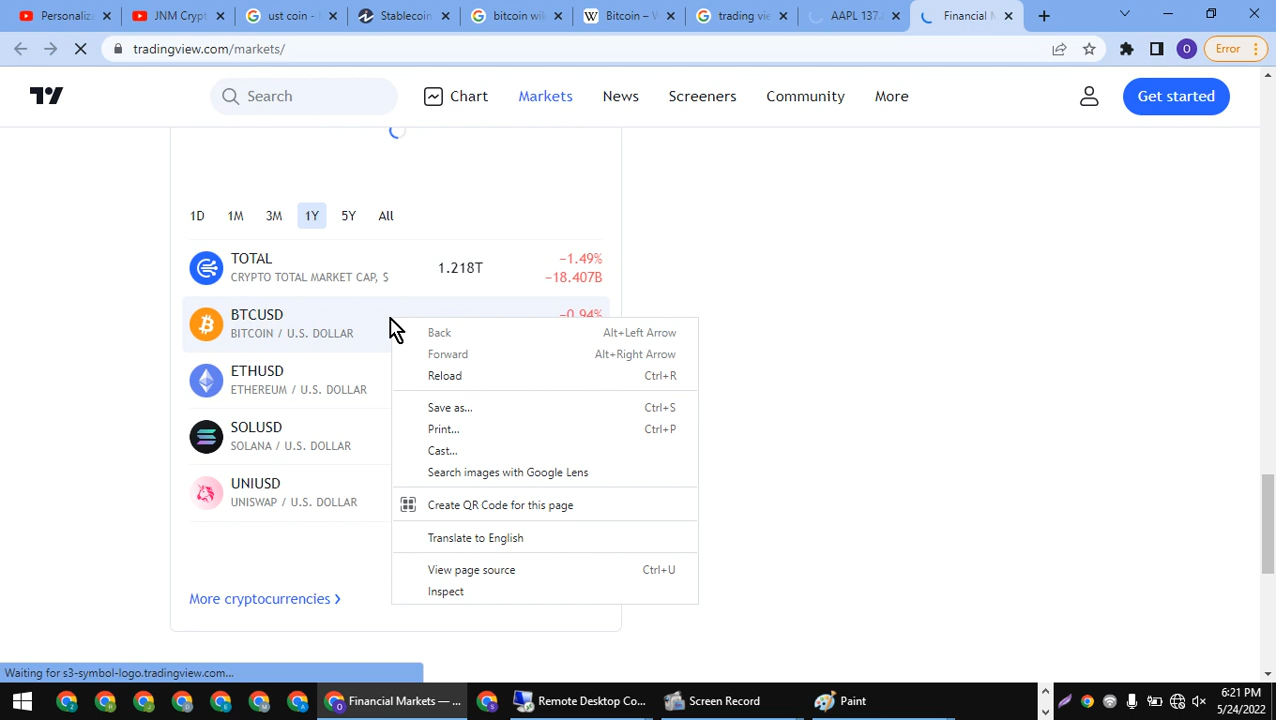 Personaliz
JNM Crypt
ust coin -
Stablecoin
bitcoin wil
Bitcoin – W
trading vie
AAPL 137.
Financial M
tradingview.com/markets/
Error
Search
Chart
Markets
News
Screeners
Community
More
Get started
1D 1M 3M 1Y 5Y All
TOTAL
CRYPTO TOTAL MARKET CAP, $
1.218T
−1.49%
−18.407B
BTCUSD
BITCOIN / U.S. DOLLAR
−0.94%
ETHUSD
ETHEREUM / U.S. DOLLAR
SOLUSD
SOLANA / U.S. DOLLAR
UNIUSD
UNISWAP / U.S. DOLLAR
More cryptocurrencies
Back Alt+Left Arrow
Forward Alt+Right Arrow
Reload Ctrl+R
Save as... Ctrl+S
Print... Ctrl+P
Cast...
Search images with Google Lens
Create QR Code for this page
Translate to English
View page source Ctrl+U
Inspect
Waiting for s3-symbol-logo.tradingview.com...
Financial Markets — ...
Remote Desktop Co...
Screen Record
Paint
6:21 PM
5/24/2022